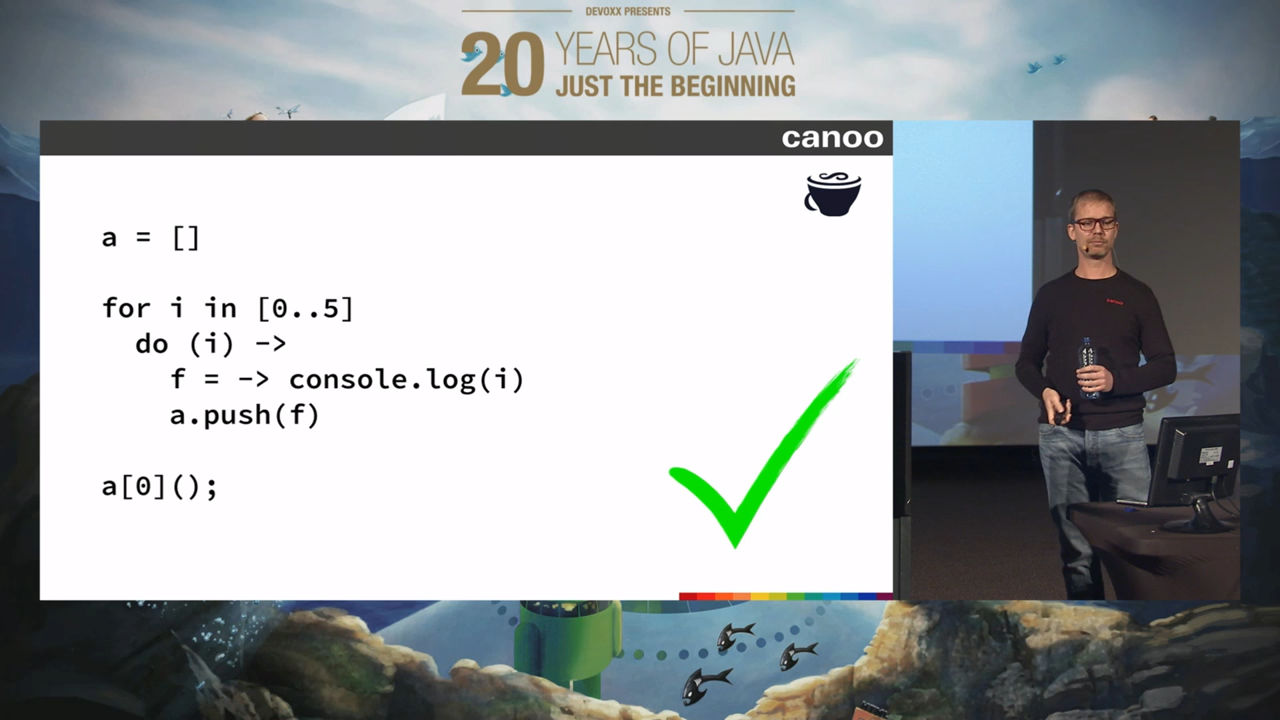 DEVOXX PRESENTS
20 YEARS OF JAVA
JUST THE BEGINNING
canoo
a = []
for i in [0..5]
do (i) ->
f = -> console.log(i)
a.push(f)
a[0]();